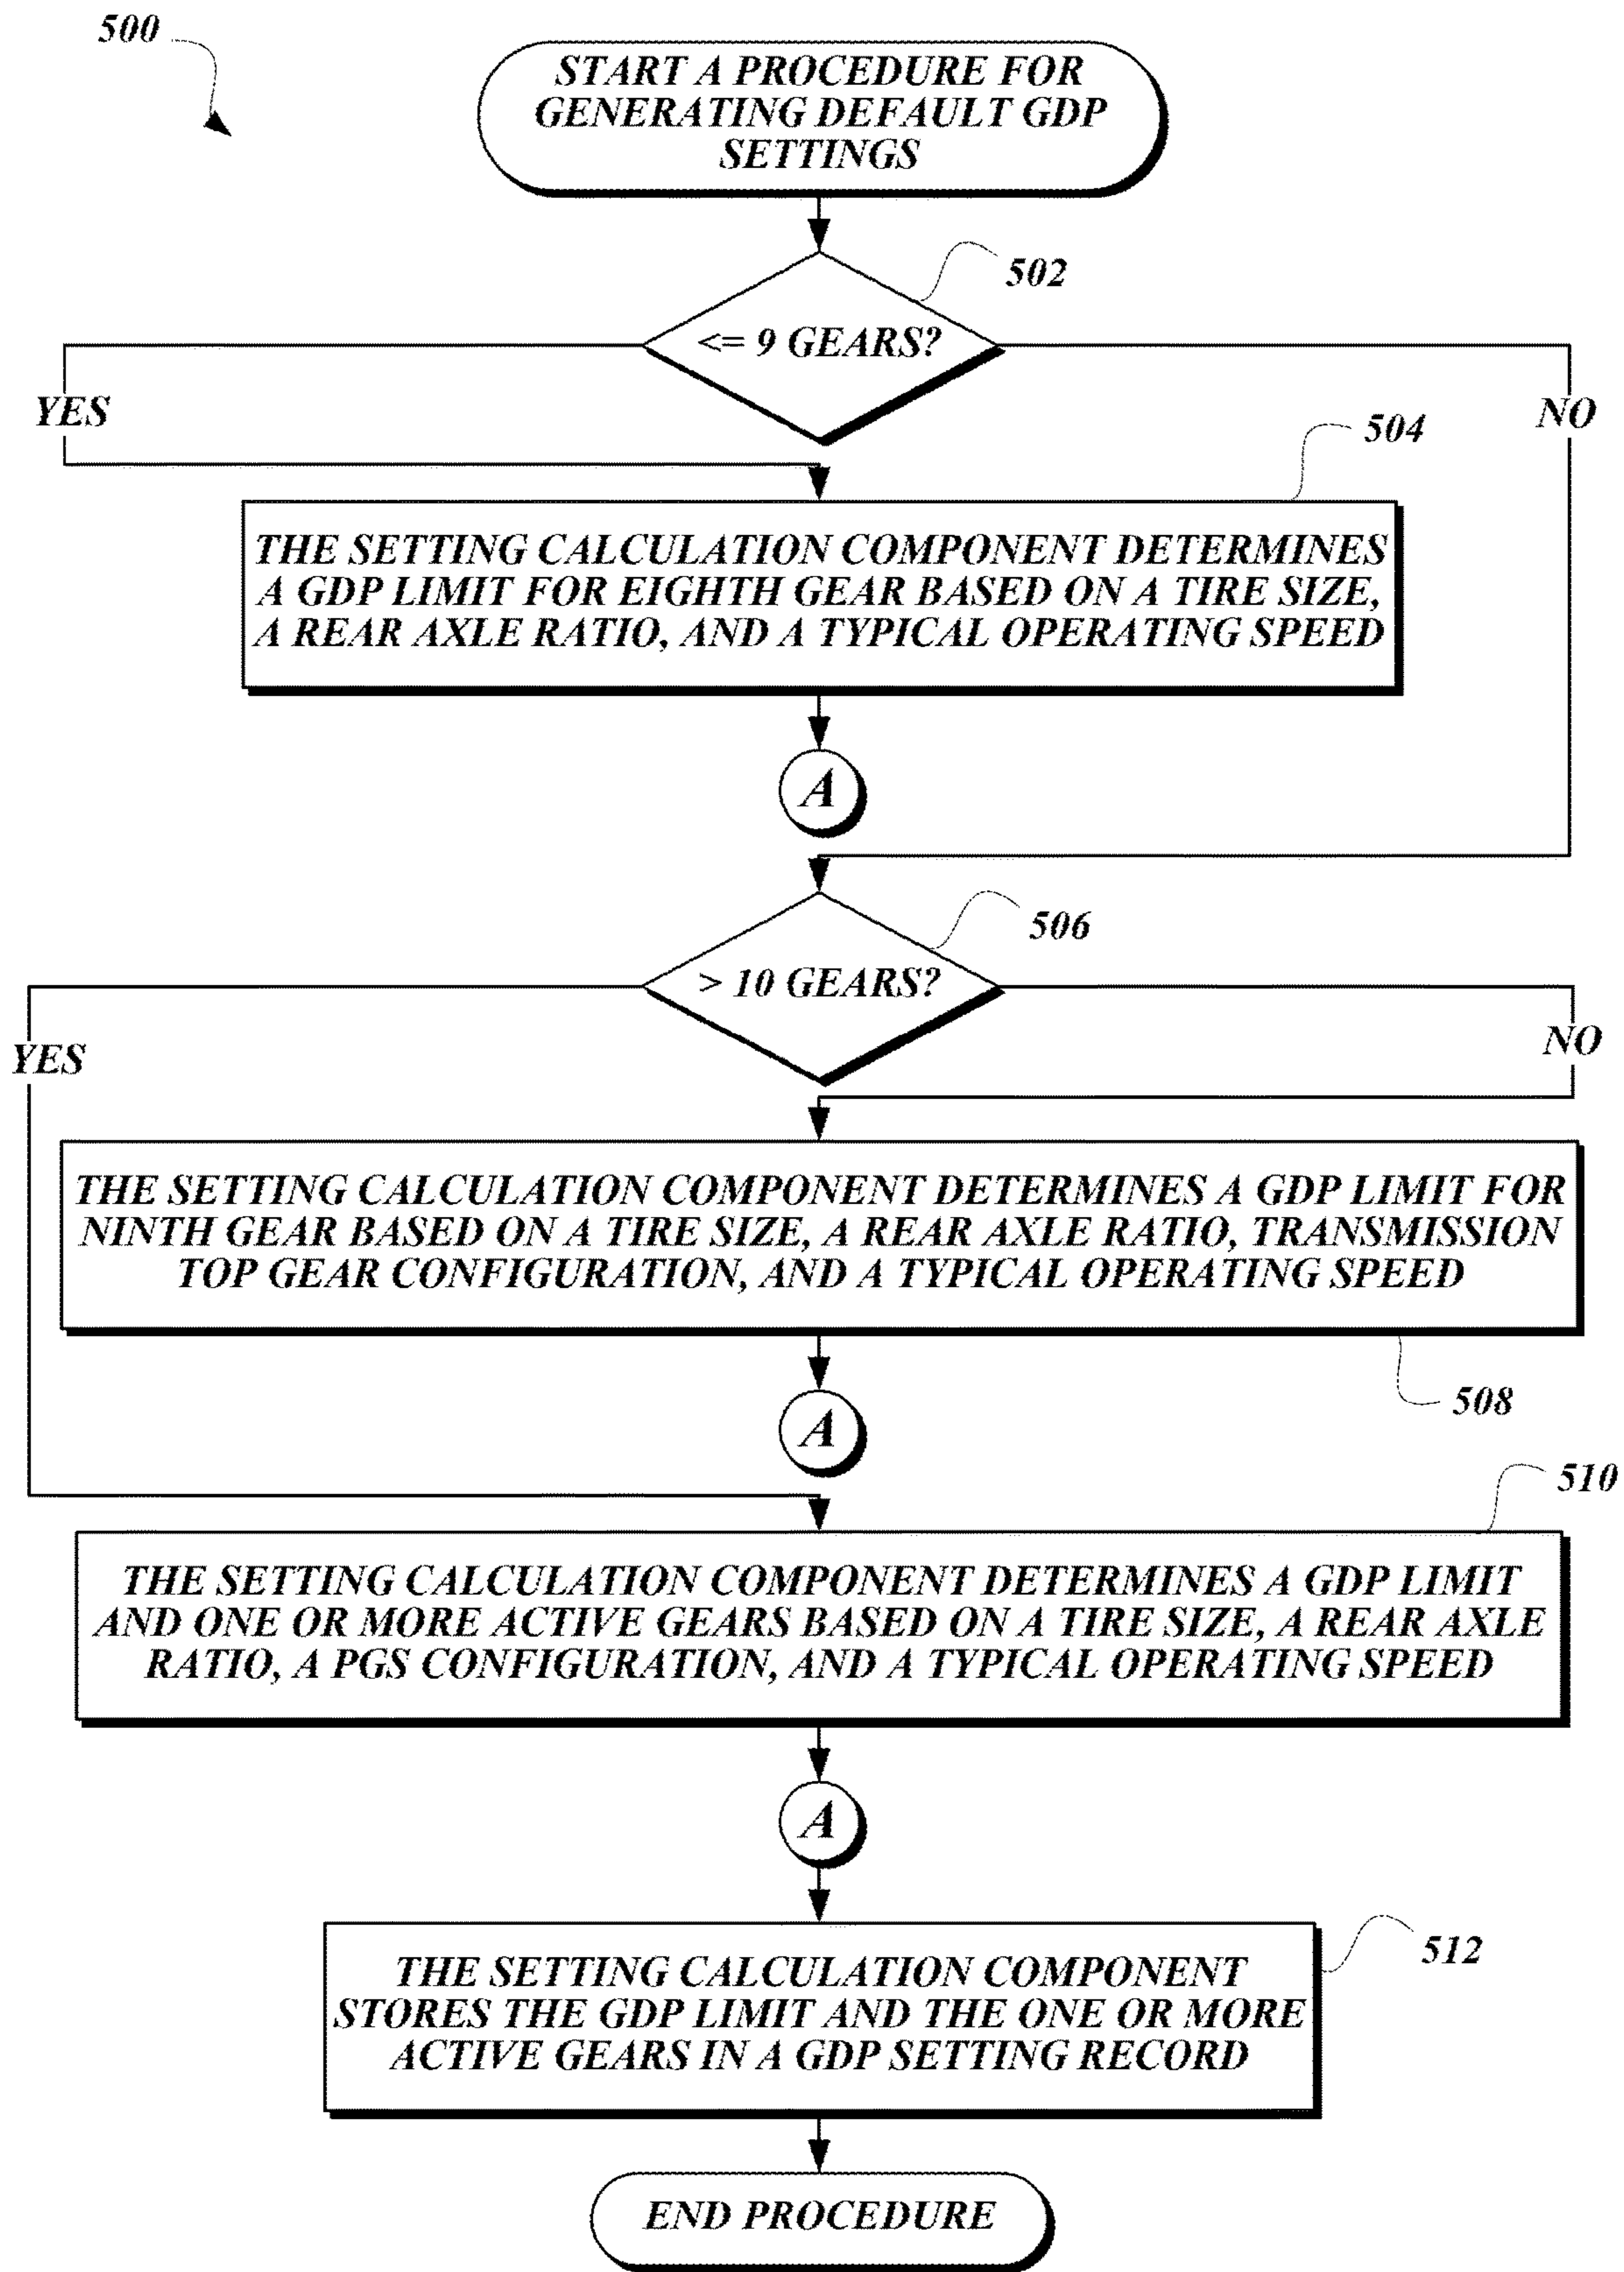 500
START A PROCEDURE FOR
GENERATING DEFAULT GDP
SETTINGS
502
<= 9 GEARS?
YES
NO
504
THE SETTING CALCULATION COMPONENT DETERMINES
A GDP LIMIT FOR EIGHTH GEAR BASED ON A TIRE SIZE,
A REAR AXLE RATIO, AND A TYPICAL OPERATING SPEED
A
506
> 10 GEARS?
YES
NO
THE SETTING CALCULATION COMPONENT DETERMINES A GDP LIMIT FOR
NINTH GEAR BASED ON A TIRE SIZE, A REAR AXLE RATIO, TRANSMISSION
TOP GEAR CONFIGURATION, AND A TYPICAL OPERATING SPEED
508
A
510
THE SETTING CALCULATION COMPONENT DETERMINES A GDP LIMIT
AND ONE OR MORE ACTIVE GEARS BASED ON A TIRE SIZE, A REAR AXLE
RATIO, A PGS CONFIGURATION, AND A TYPICAL OPERATING SPEED
A
512
THE SETTING CALCULATION COMPONENT
STORES THE GDP LIMIT AND THE ONE OR MORE
ACTIVE GEARS IN A GDP SETTING RECORD
END PROCEDURE